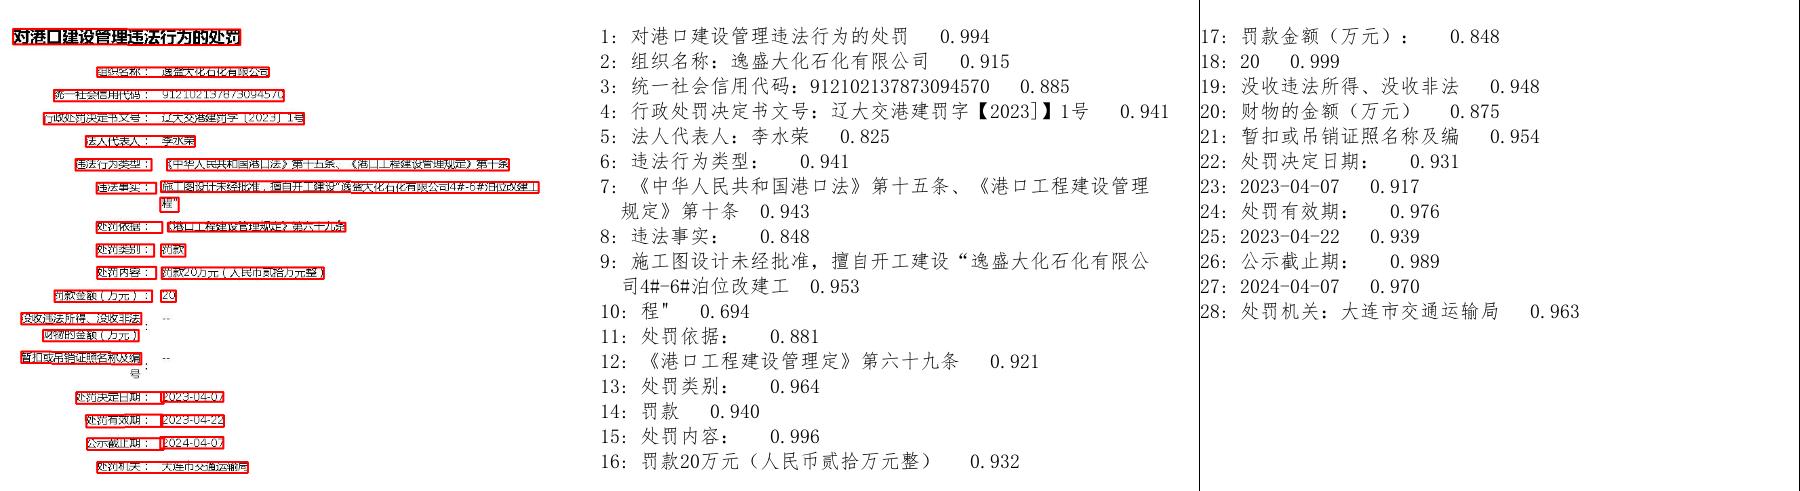 对港口建设管理违法行为的处罚
组织名称： 逸盛大化石化有限公司
统一社会信用代码： 912102137873094570
行政处罚决定书文号： 辽大交港建罚字〔2023〕1号
法人代表人： 李水荣
违法行为类型： 《中华人民共和国港口法》第十五条、《港口工程建设管理规定》第十条
违法事实： 施工图设计未经批准，擅自开工建设“逸盛大化石化有限公司4#-6#泊位改建工
程”
处罚依据： 《港口工程建设管理规定》第六十九条
处罚类别： 罚款
处罚内容： 罚款20万元（人民币贰拾万元整）
罚款金额（万元）： 20
没收违法所得、没收非法
财物的金额（万元）
： --
暂扣或吊销证照名称及编
号
： --
处罚决定日期： 2023-04-07
处罚有效期： 2023-04-22
公示截止期： 2024-04-07
处罚机关： 大连市交通运输局
1: 对港口建设管理违法行为的处罚 0.994
2: 组织名称: 逸盛大化石化有限公司 0.915
3: 统一社会信用代码: 912102137873094570 0.885
4: 行政处罚决定书文号: 辽大交港建罚字【2023]】1号 0.941
5: 法人代表人: 李水荣 0.825
6: 违法行为类型: 0.941
7: 《中华人民共和国港口法》第十五条、《港口工程建设管理
规定》第十条 0.943
8: 违法事实: 0.848
9: 施工图设计未经批准，擅自开工建设“逸盛大化石化有限公
司4#-6#泊位改建工 0.953
10: 程" 0.694
11: 处罚依据: 0.881
12: 《港口工程建设管理定》第六十九条 0.921
13: 处罚类别: 0.964
14: 罚款 0.940
15: 处罚内容: 0.996
16: 罚款20万元（人民币贰拾万元整） 0.932
17: 罚款金额（万元）: 0.848
18: 20 0.999
19: 没收违法所得、没收非法 0.948
20: 财物的金额（万元） 0.875
21: 暂扣或吊销证照名称及编 0.954
22: 处罚决定日期: 0.931
23: 2023-04-07 0.917
24: 处罚有效期: 0.976
25: 2023-04-22 0.939
26: 公示截止期: 0.989
27: 2024-04-07 0.970
28: 处罚机关: 大连市交通运输局 0.963